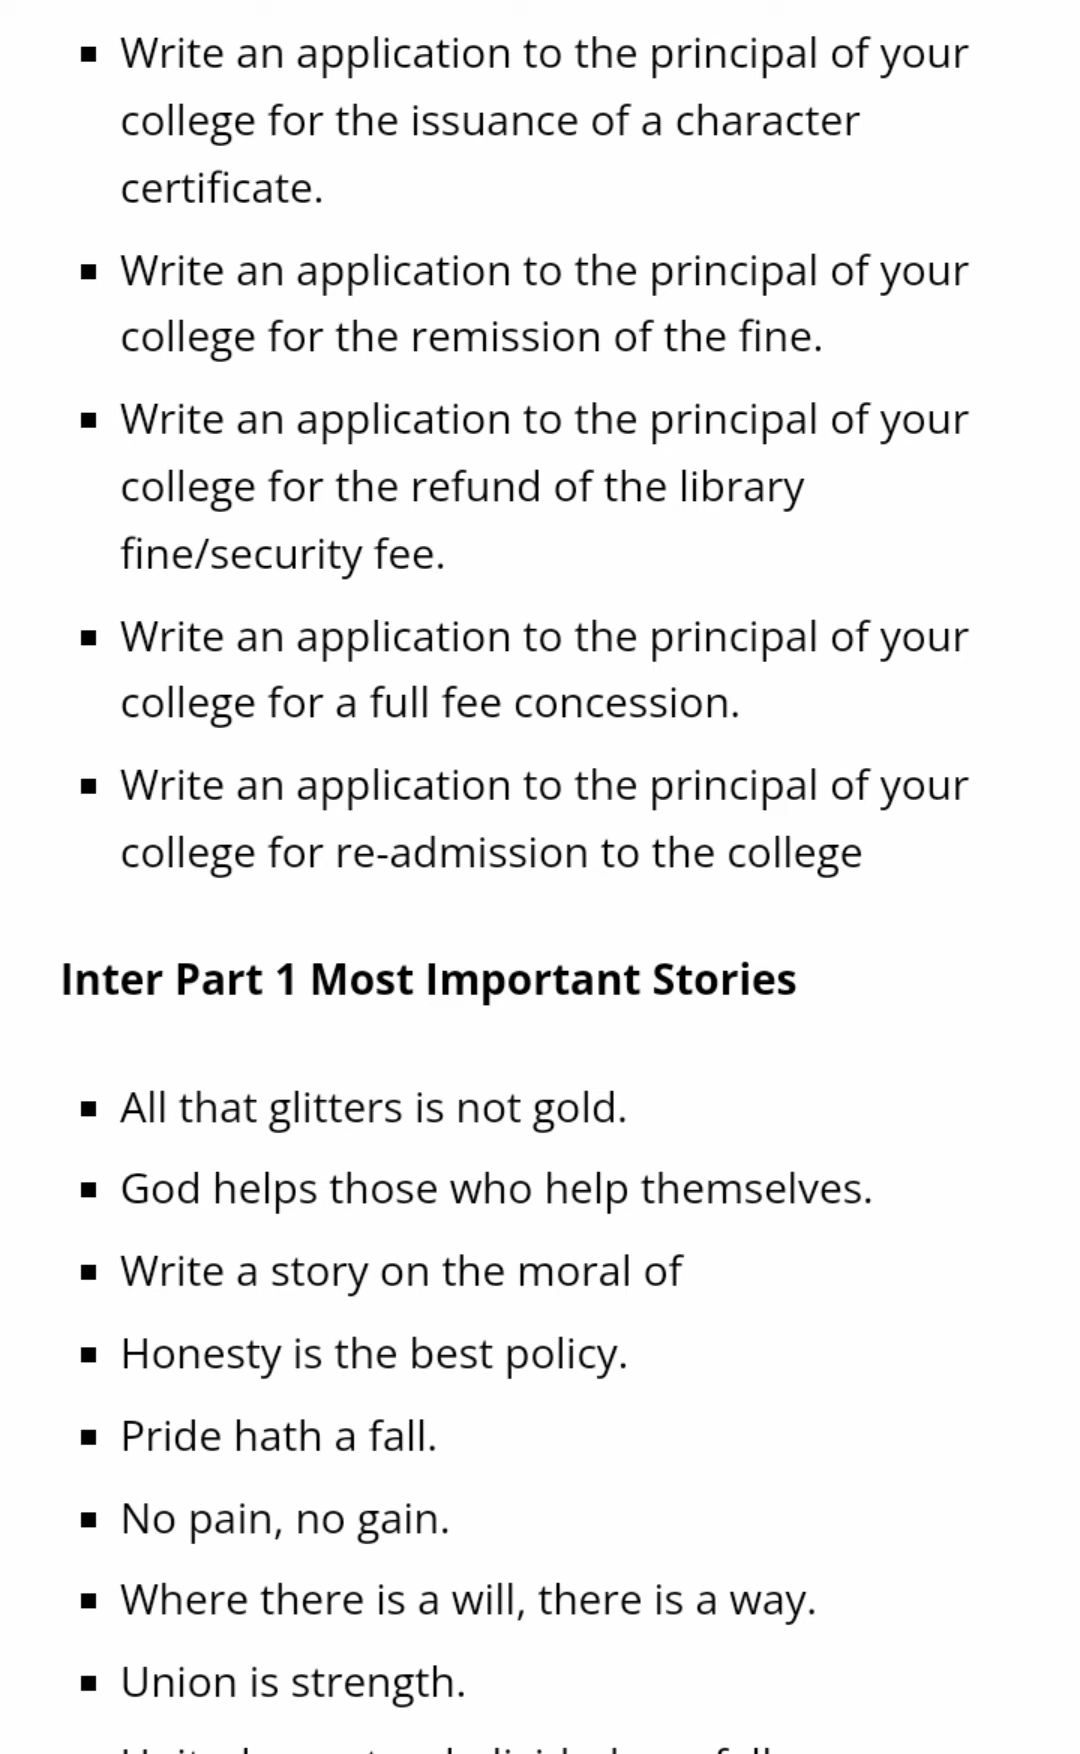 Write an application to the principal of your
college for the issuance of a character
certificate.
Write an application to the principal of your
college for the remission of the fine.
Write an application to the principal of your
college for the refund of the library
fine/security fee.
Write an application to the principal of your
college for a full fee concession.
Write an application to the principal of your
college for re-admission to the college
Inter Part 1 Most Important Stories
All that glitters is not gold.
God helps those who help themselves.
Write a story on the moral of
Honesty is the best policy.
Pride hath a fall.
No pain, no gain.
Where there is a will, there is a way.
Union is strength.